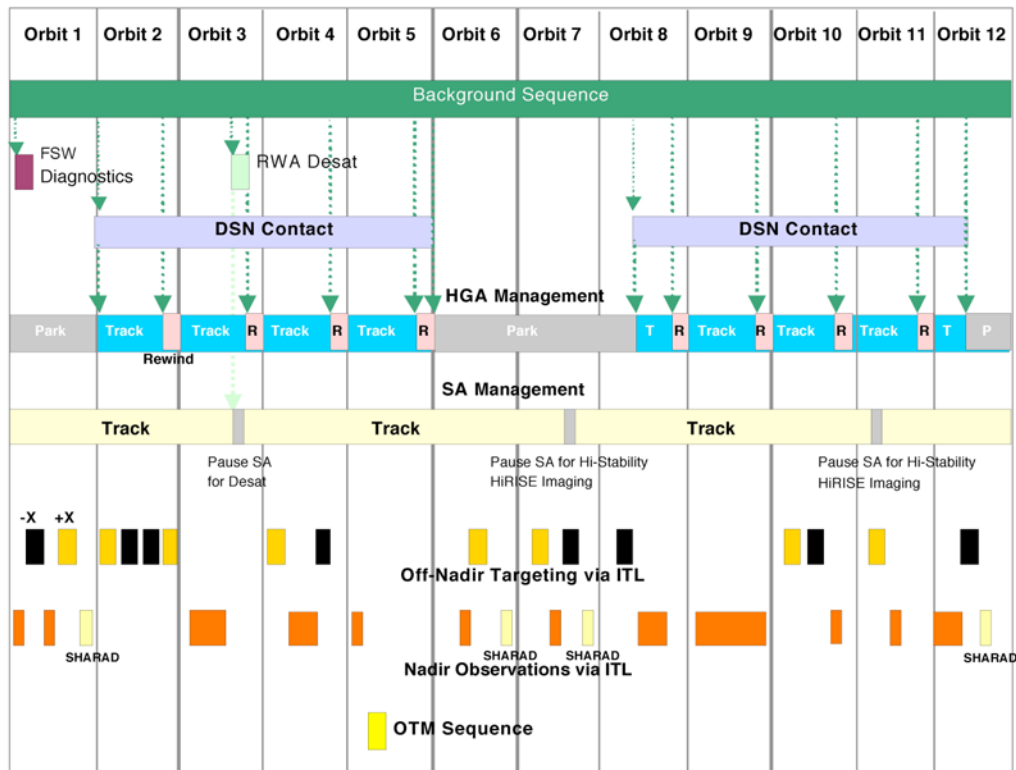 Orbit 1 Orbit 2 Orbit 3 Orbit 4 Orbit 5 Orbit 6 Orbit 7 Orbit 8 Orbit 9 Orbit 10 Orbit 11 Orbit 12
Background Sequence
FSW
Diagnostics
RWA Desat
DSN Contact DSN Contact
HGA Management
Park Track Track R Track R Track R Park T R Track R Track R Track R T P
Rewind
SA Management
Track Track Track
Pause SA
for Desat
Pause SA for Hi-Stability
HiRISE Imaging
Pause SA for Hi-Stability
HiRISE Imaging
-X +X
Off-Nadir Targeting via ITL
SHARAD SHARAD SHARAD SHARAD
Nadir Observations via ITL
OTM Sequence